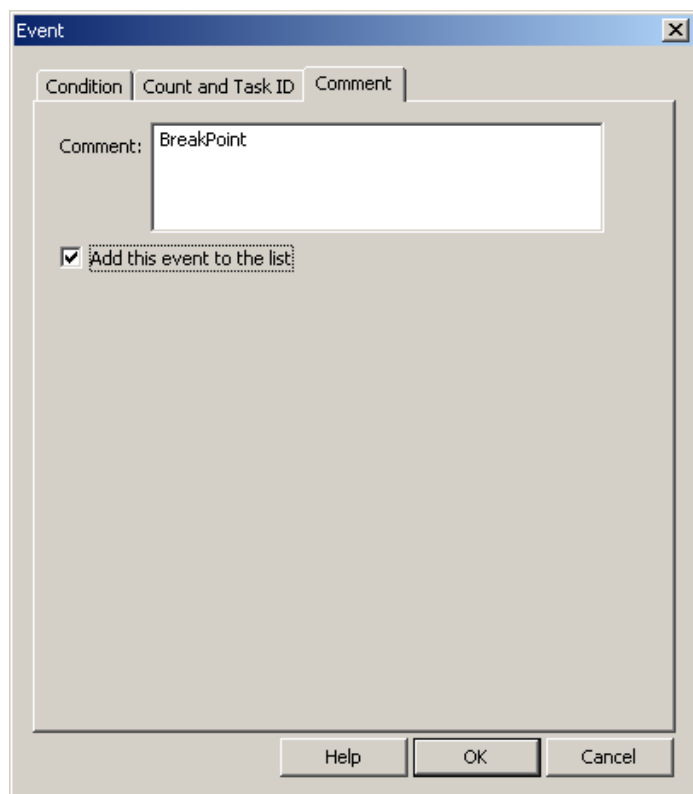 Event
Condition Count and Task ID Comment
Comment: BreakPoint
Add this event to the list
Help OK Cancel